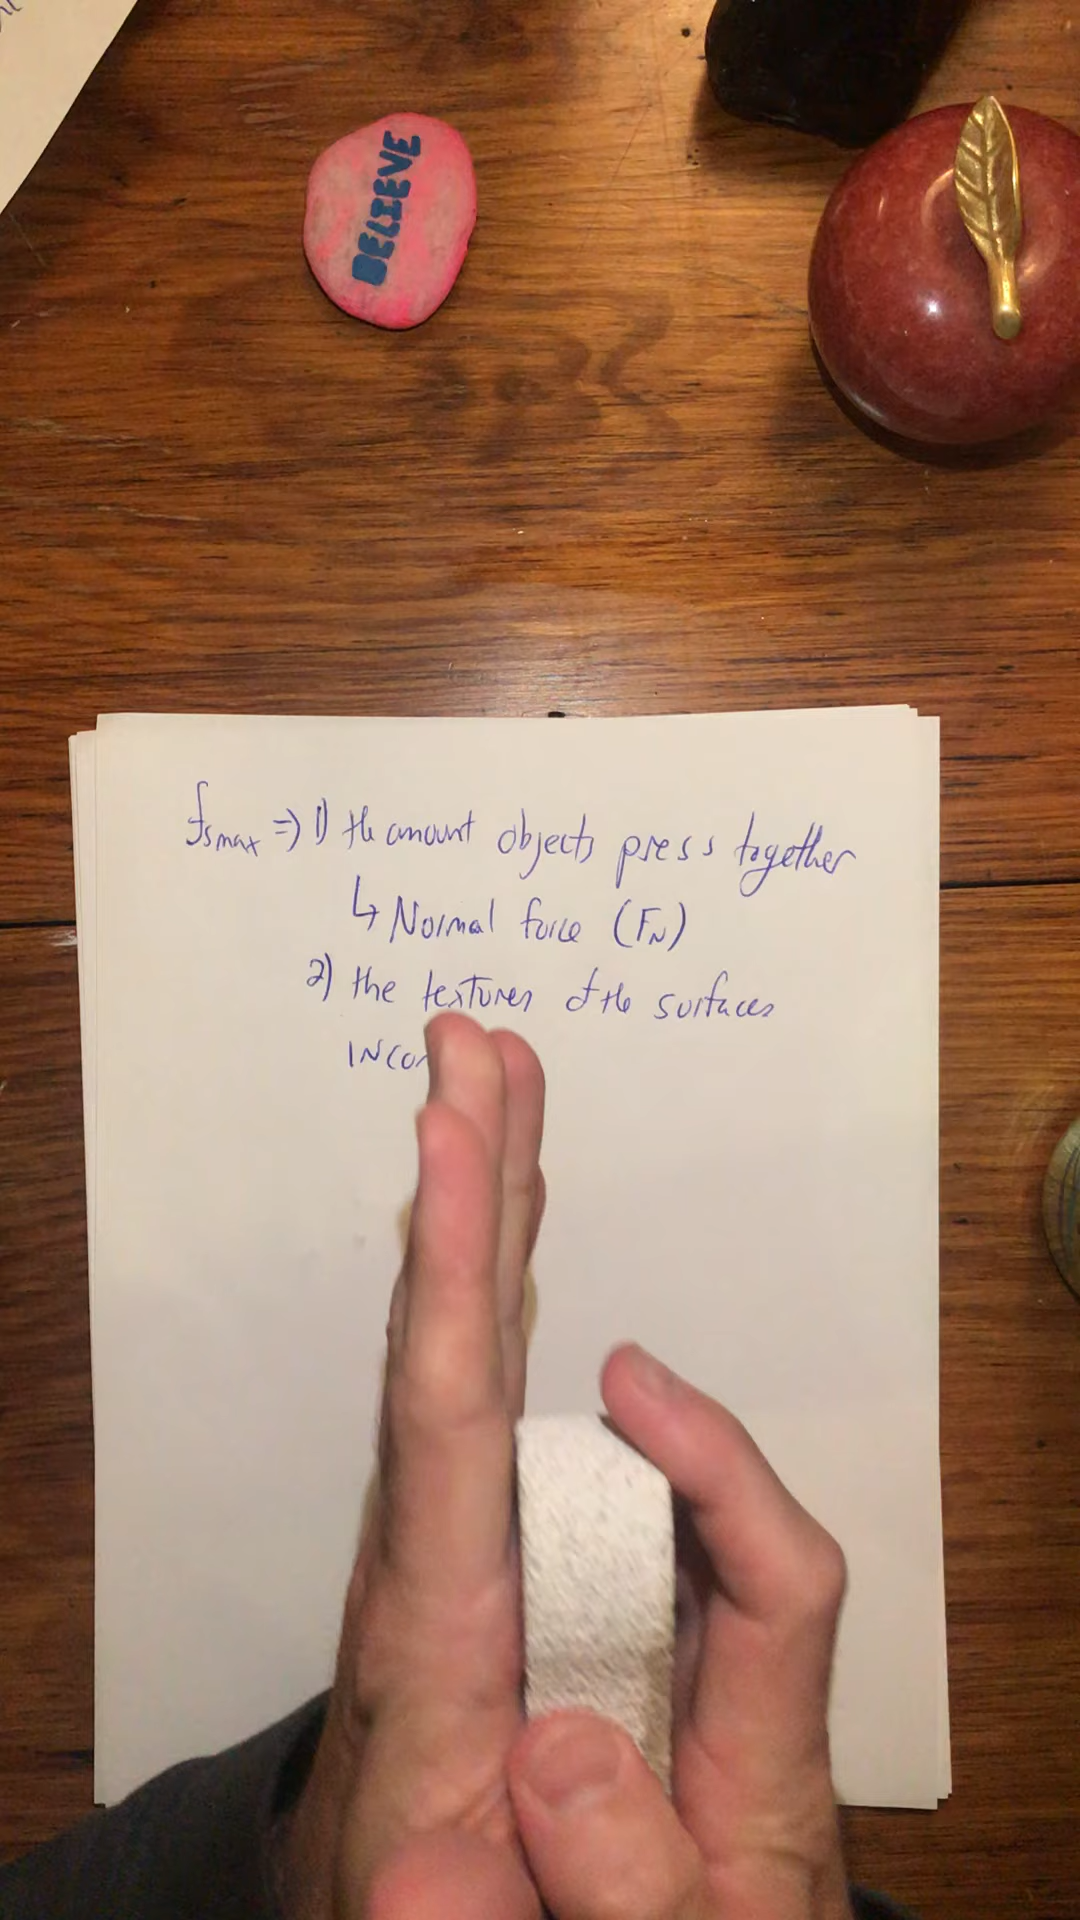 BELIEVE
fsmax => 1) the amount objects press together
↳ Normal force (FN)
2) the textures of the surfaces